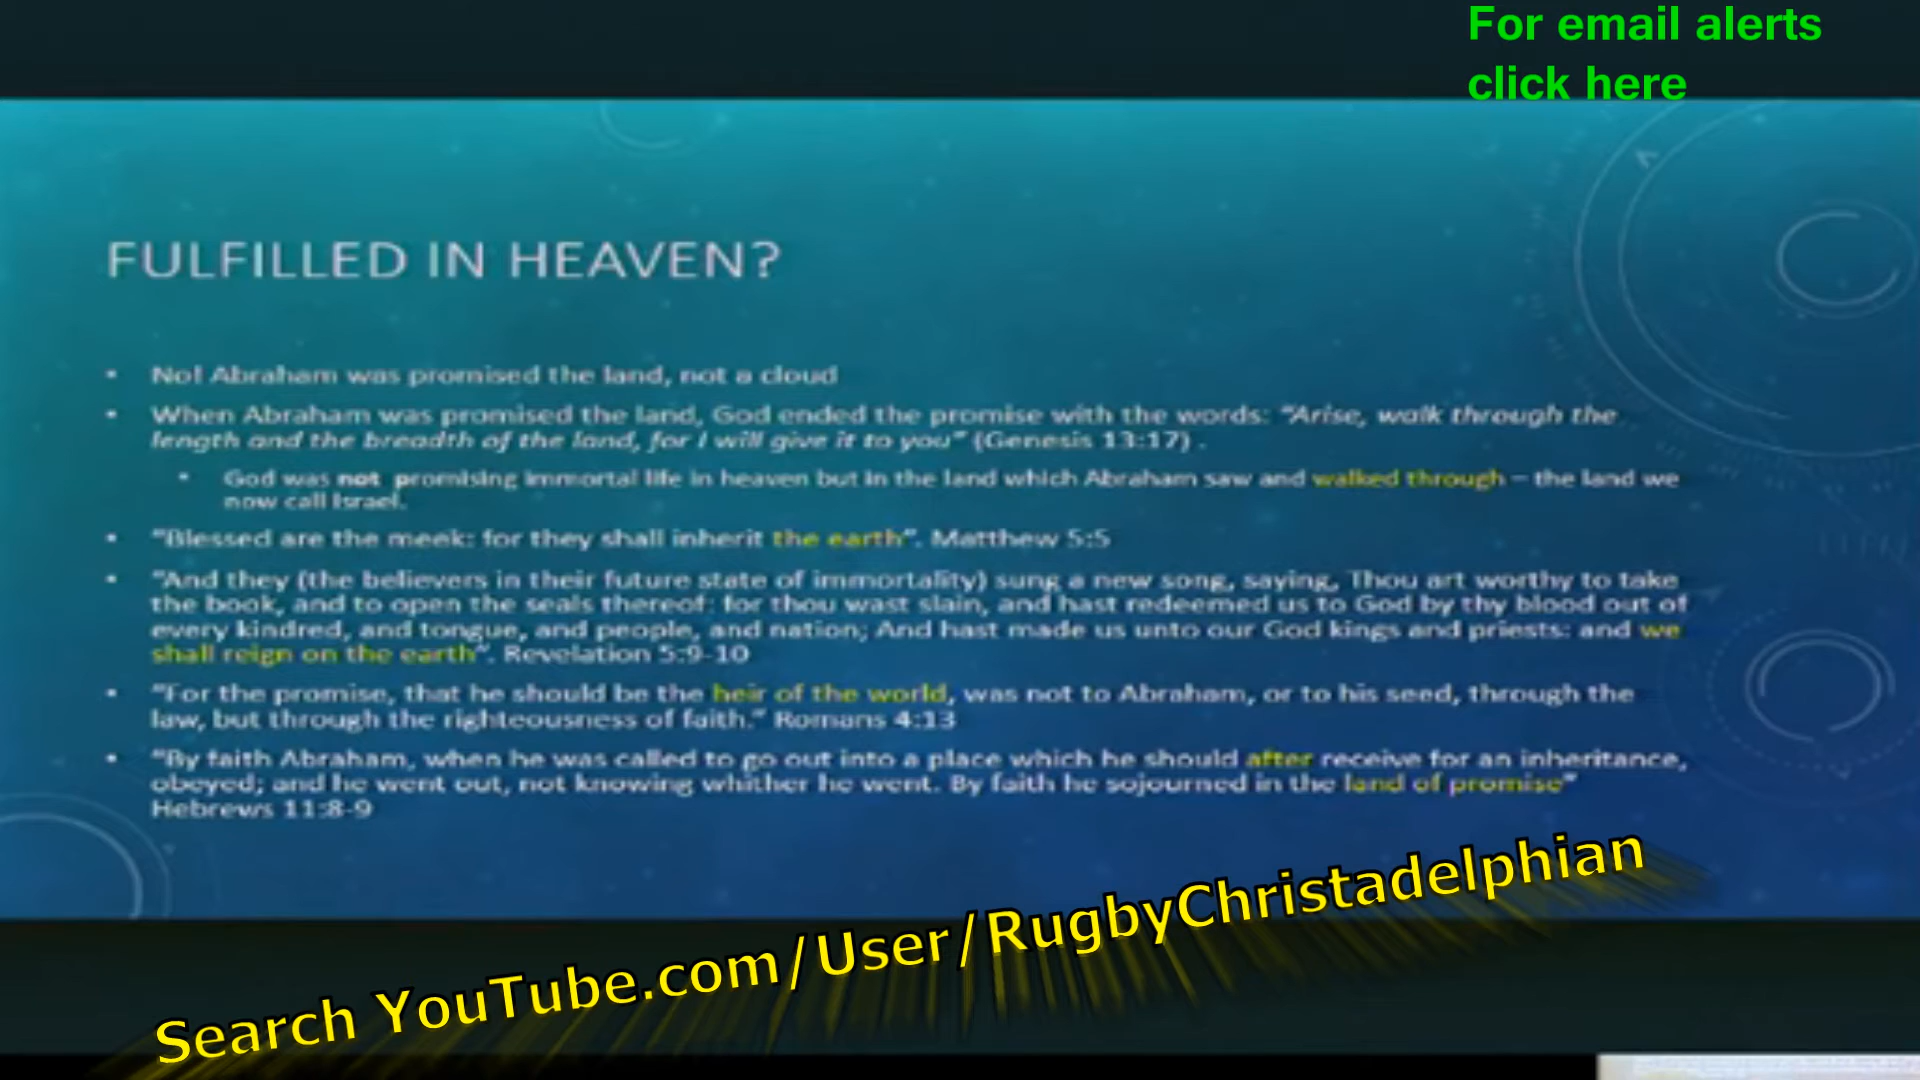 For email alerts
click here
FULFILLED IN HEAVEN?
• No! Abraham was promised the land, not a cloud
• When Abraham was promised the land, God ended the promise with the words: “Arise, walk through the
length and the breadth of the land, for I will give it to you” (Genesis 13:17) .
• God was not promising immortal life in heaven but in the land which Abraham saw and walked through – the land we
now call Israel.
• “Blessed are the meek: for they shall inherit the earth”. Matthew 5:5
• “And they (the believers in their future state of immortality) sung a new song, saying, Thou art worthy to take
the book, and to open the seals thereof: for thou wast slain, and hast redeemed us to God by thy blood out of
every kindred, and tongue, and people, and nation; And hast made us unto our God kings and priests: and we
shall reign on the earth”. Revelation 5:9-10
• “For the promise, that he should be the heir of the world, was not to Abraham, or to his seed, through the
law, but through the righteousness of faith.” Romans 4:13
• “By faith Abraham, when he was called to go out into a place which he should after receive for an inheritance,
obeyed; and he went out, not knowing whither he went. By faith he sojourned in the land of promise”
Hebrews 11:8-9
Search YouTube.com/User/RugbyChristadelphian